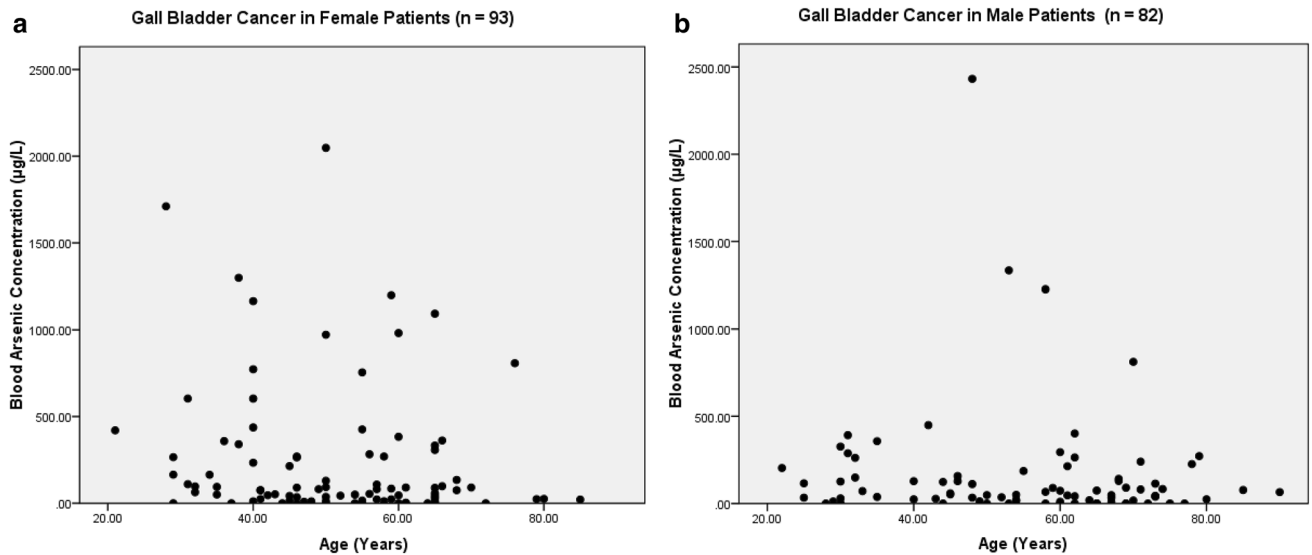 a
Gall Bladder Cancer in Female Patients (n = 93)
Blood Arsenic Concentration (µg/L)
2500.00
2000.00
1500.00
1000.00
500.00
.00
20.00 40.00 60.00 80.00
Age (Years)
b
Gall Bladder Cancer in Male Patients (n = 82)
Blood Arsenic Concentration (µg/L)
2500.00
2000.00
1500.00
1000.00
500.00
.00
20.00 40.00 60.00 80.00
Age (Years)